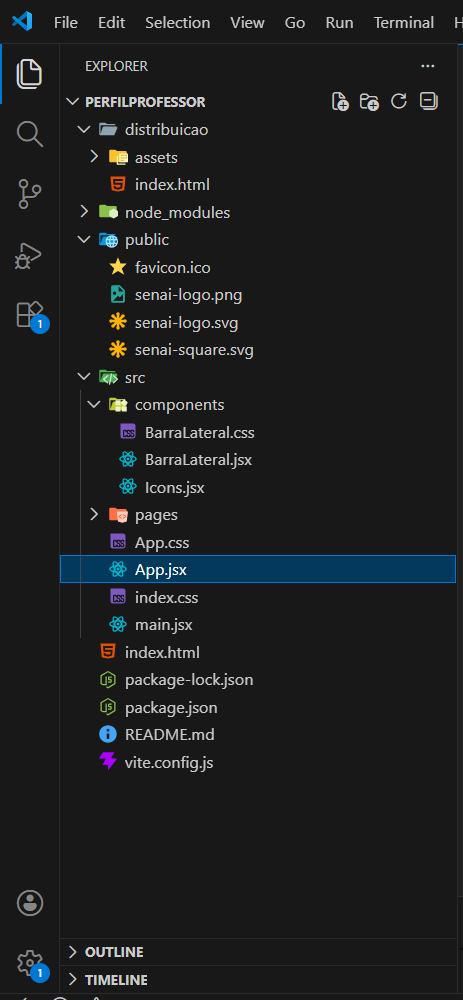 File Edit Selection View Go Run Terminal H
EXPLORER
PERFILPROFESSOR
distribuicao
assets
index.html
node_modules
public
favicon.ico
senai-logo.png
senai-logo.svg
senai-square.svg
1
src
components
BarraLateral.css
BarraLateral.jsx
Icons.jsx
pages
App.css
App.jsx
index.css
main.jsx
index.html
package-lock.json
package.json
README.md
vite.config.js
OUTLINE
1
TIMELINE